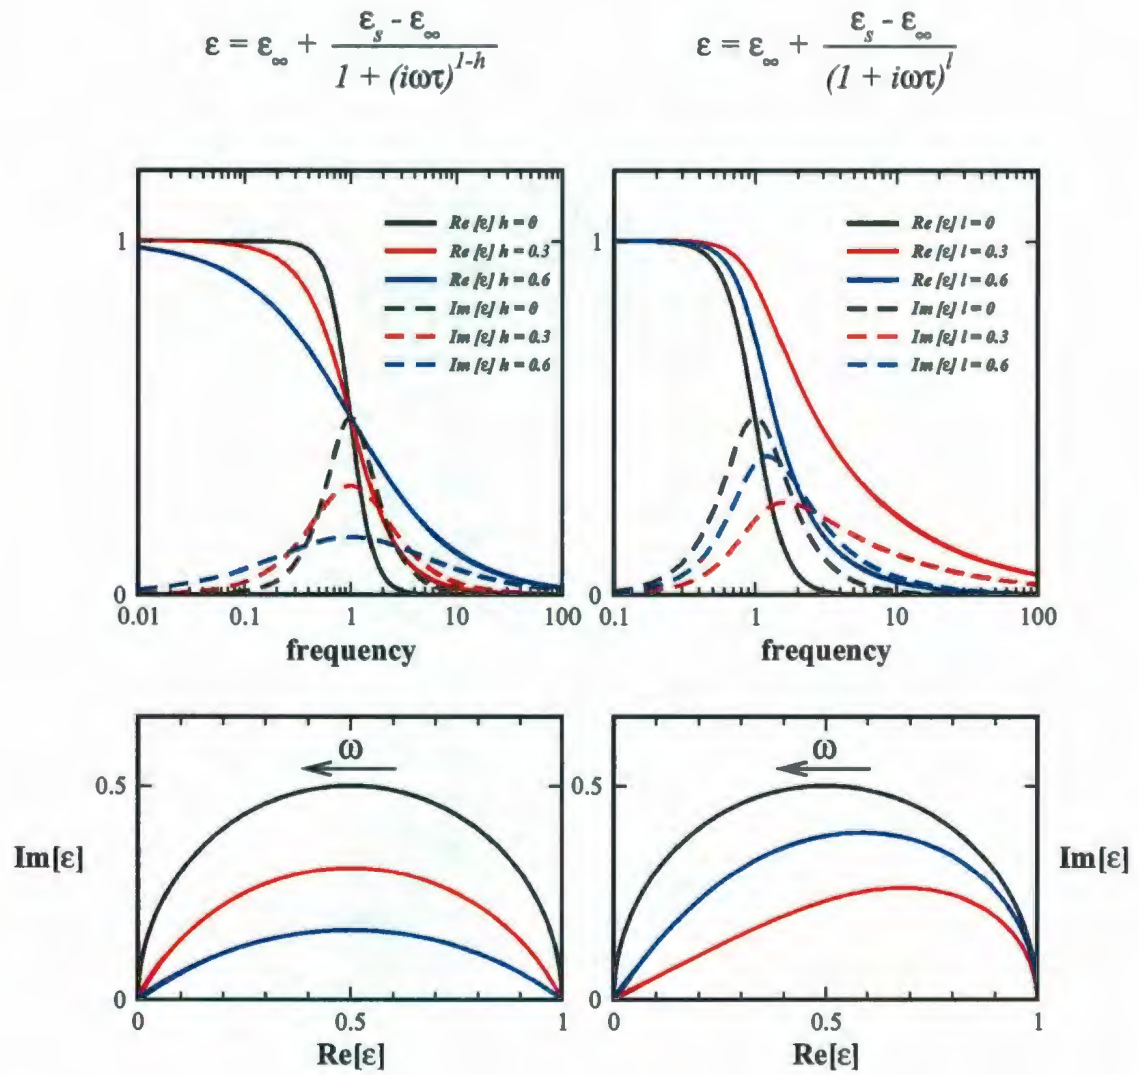 ε = ε∞ + (εs - ε∞) / (1 + (iωτ)^1-h)
ε = ε∞ + (εs - ε∞) / ((1 + iωτ)^l)
Re [ε] h = 0
Re [ε] h = 0.3
Re [ε] h = 0.6
Im [ε] h = 0
Im [ε] h = 0.3
Im [ε] h = 0.6
1
0
0.01 0.1 1 10 100
frequency
Re [ε] l = 0
Re [ε] l = 0.3
Re [ε] l = 0.6
Im [ε] l = 0
Im [ε] l = 0.3
Im [ε] l = 0.6
1
0
0.1 1 10 100
frequency
ω
0.5
Im[ε]
0
0 0.5 1
Re[ε]
ω
0.5
Im[ε]
0
0 0.5 1
Re[ε]